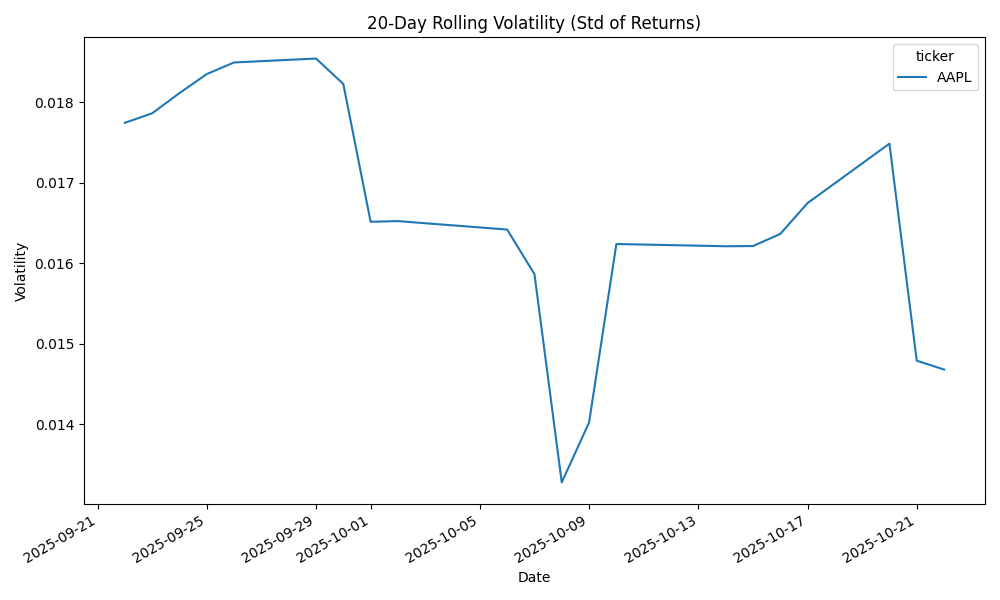 20-Day Rolling Volatility (Std of Returns)
ticker
AAPL
0.018
0.017
0.016
0.015
0.014
Volatility
2025-09-21
2025-09-25
2025-09-29
2025-10-01
2025-10-05
2025-10-09
2025-10-13
2025-10-17
2025-10-21
Date